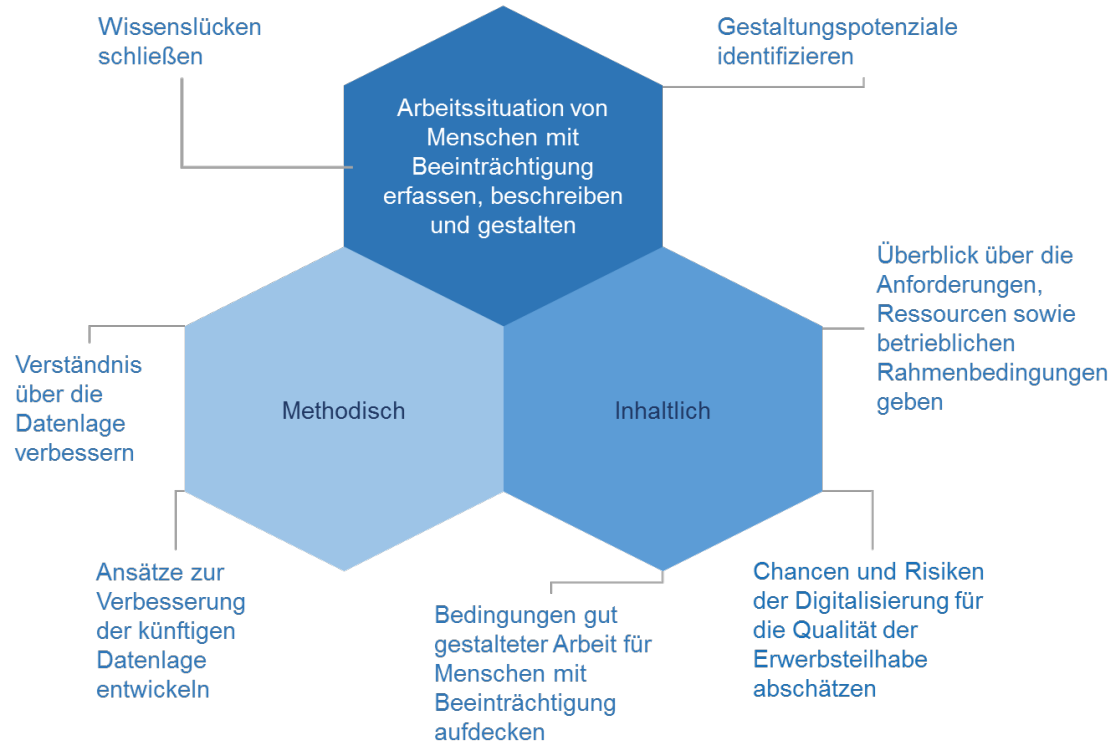 Wissenslücken
schließen
Gestaltungspotenziale
identifizieren
Arbeitssituation von
Menschen mit
Beeinträchtigung
erfassen, beschreiben
und gestalten
Überblick über die
Anforderungen,
Ressourcen sowie
betrieblichen
Rahmenbedingungen
geben
Verständnis
über die
Datenlage
verbessern
Methodisch
Inhaltlich
Ansätze zur
Verbesserung
der künftigen
Datenlage
entwickeln
Bedingungen gut
gestalteter Arbeit für
Menschen mit
Beeinträchtigung
aufdecken
Chancen und Risiken
der Digitalisierung für
die Qualität der
Erwerbsteilhabe
abschätzen